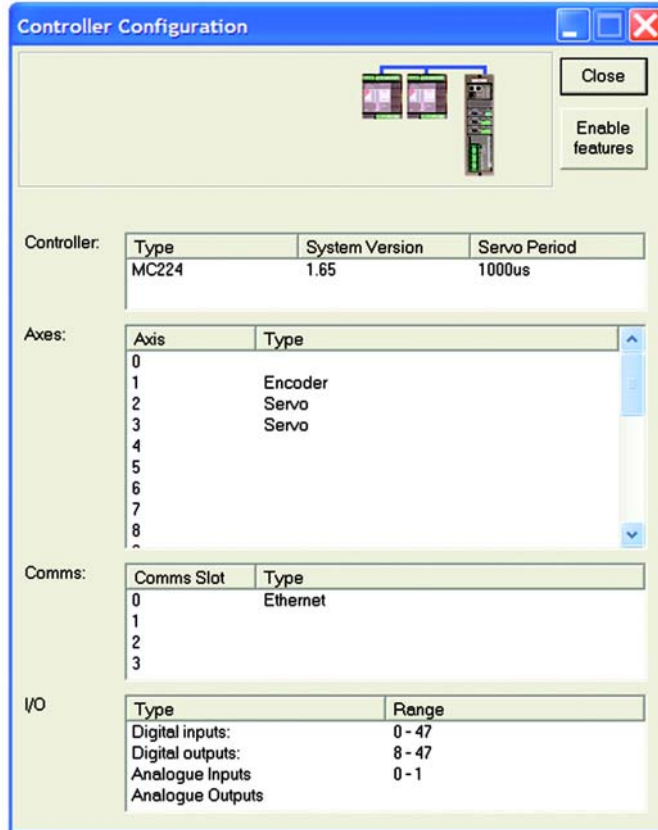 Controller Configuration
Close
Enable
features
Controller:
Type System Version Servo Period
MC224 1.65 1000us
Axes:
Axis Type
0
1 Encoder
2 Servo
3 Servo
4
5
6
7
8
Comms:
Comms Slot Type
0 Ethernet
1
2
3
I/O
Type Range
Digital inputs: 0 - 47
Digital outputs: 8 - 47
Analogue Inputs 0 - 1
Analogue Outputs